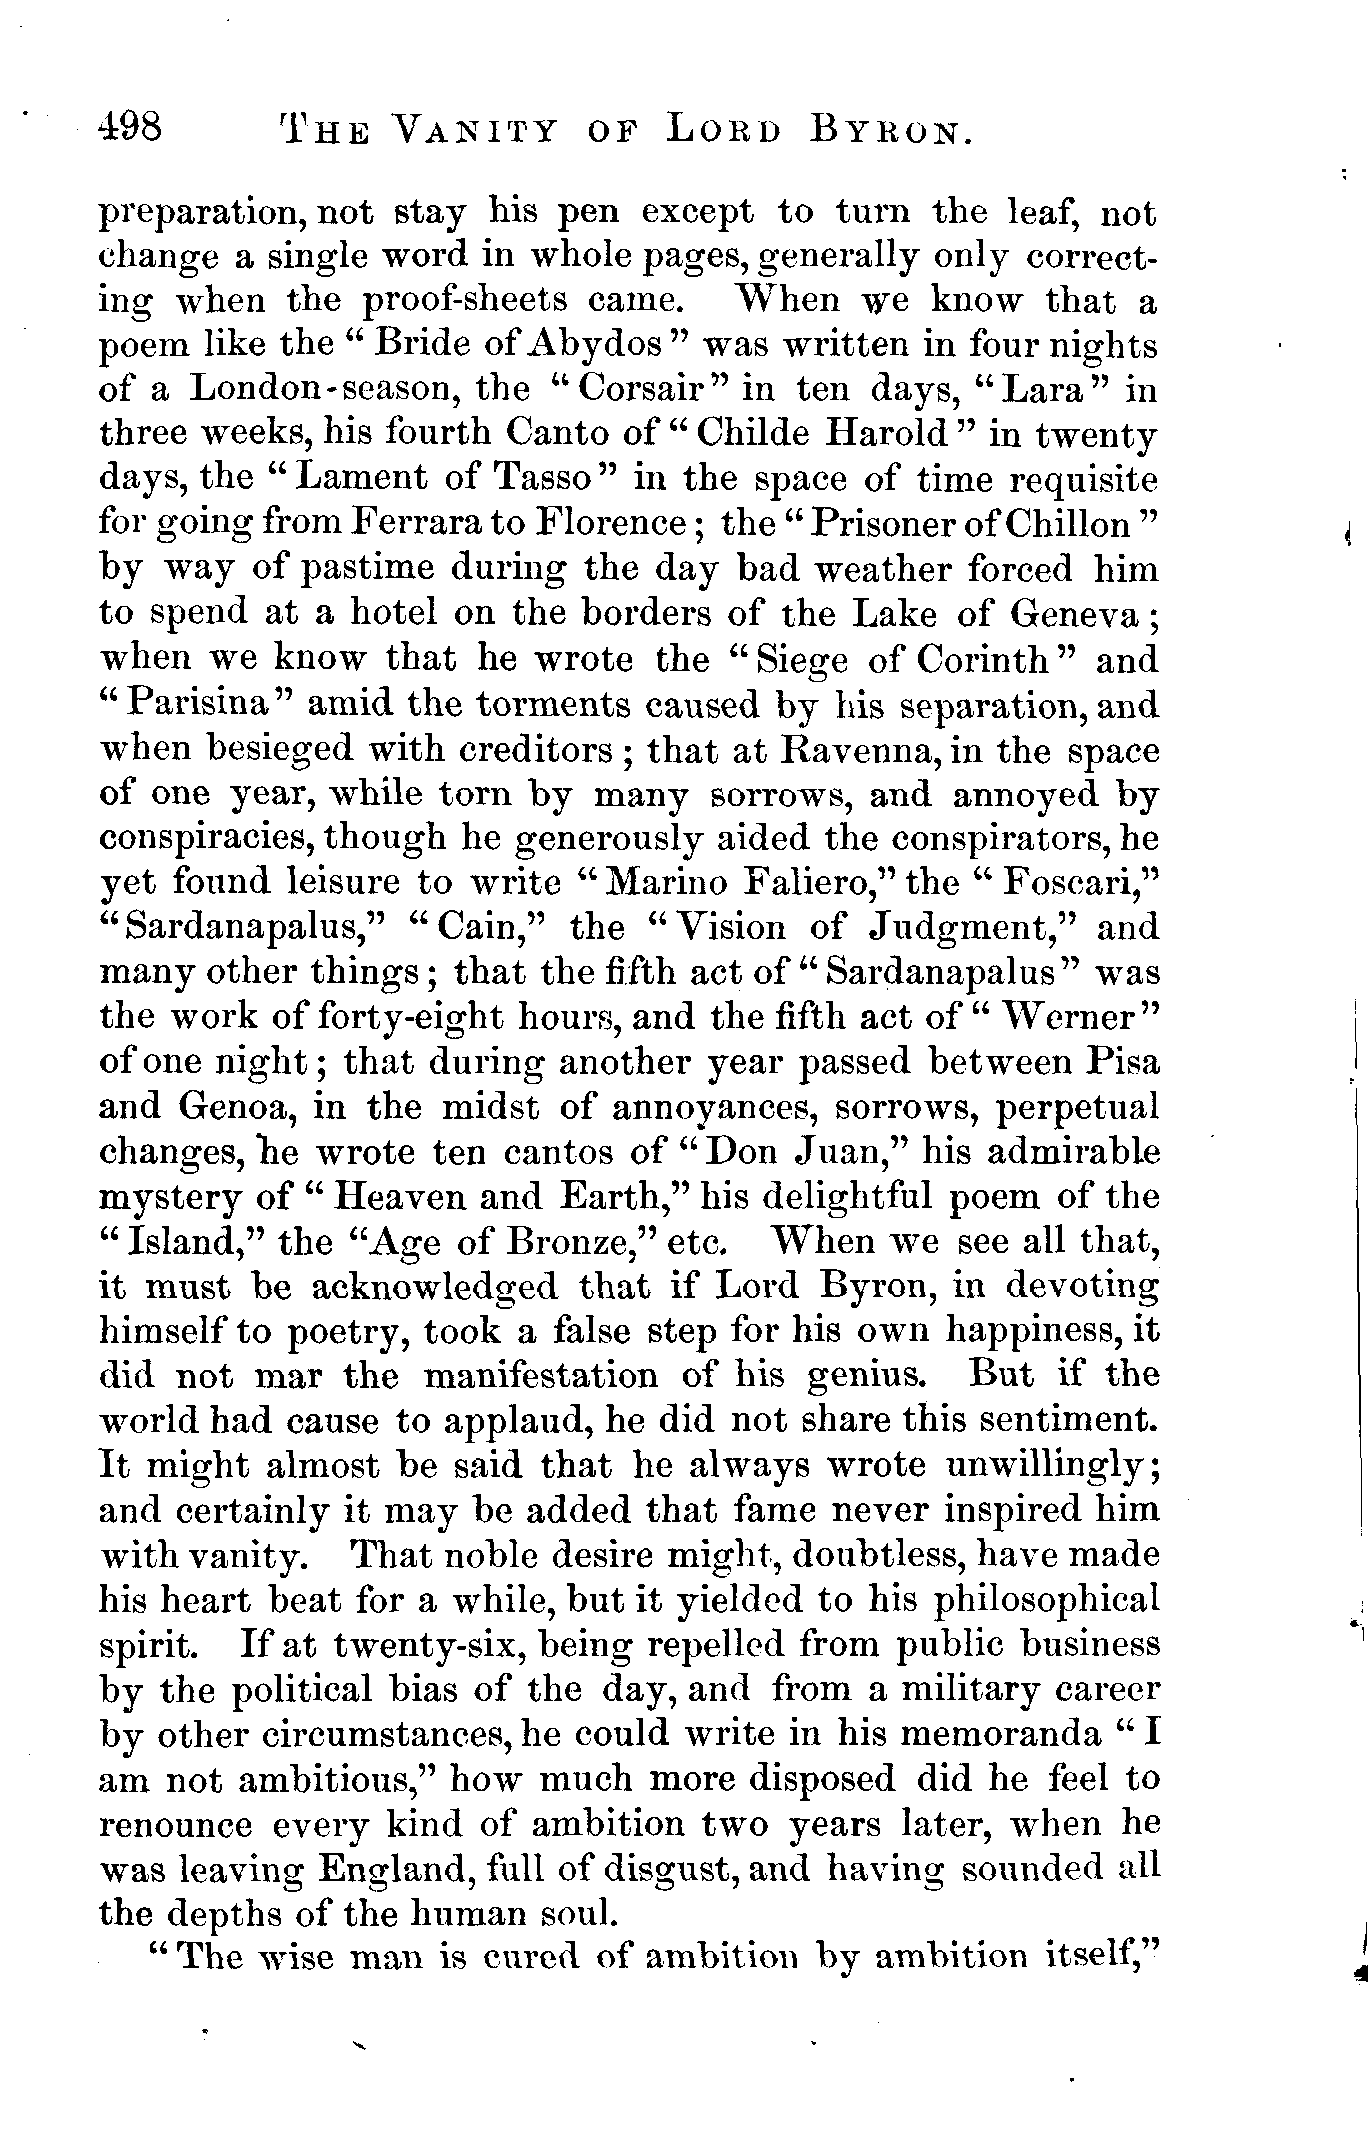 498 THE VANITY OF LORD BYRON.
preparation, not stay his pen except to turn the leaf, not
change a single word in whole pages, generally only correct-
ing when the proof-sheets came. When we know that a
poem like the “Bride of Abydos” was written in four nights
of a London-season, the “Corsair” in ten days, “Lara” in
three weeks, his fourth Canto of “Childe Harold” in twenty
days, the “Lament of Tasso” in the space of time requisite
for going from Ferrara to Florence; the “Prisoner of Chillon”
by way of pastime during the day bad weather forced him
to spend at a hotel on the borders of the Lake of Geneva;
when we know that he wrote the “Siege of Corinth” and
“Parisina” amid the torments caused by his separation, and
when besieged with creditors; that at Ravenna, in the space
of one year, while torn by many sorrows, and annoyed by
conspiracies, though he generously aided the conspirators, he
yet found leisure to write “Marino Faliero,” the “Foscari,”
“Sardanapalus,” “Cain,” the “Vision of Judgment,” and
many other things; that the fifth act of “Sardanapalus” was
the work of forty-eight hours, and the fifth act of “Werner”
of one night; that during another year passed between Pisa
and Genoa, in the midst of annoyances, sorrows, perpetual
changes, he wrote ten cantos of “Don Juan,” his admirable
mystery of “Heaven and Earth,” his delightful poem of the
“Island,” the “Age of Bronze,” etc. When we see all that,
it must be acknowledged that if Lord Byron, in devoting
himself to poetry, took a false step for his own happiness, it
did not mar the manifestation of his genius. But if the
world had cause to applaud, he did not share this sentiment.
It might almost be said that he always wrote unwillingly;
and certainly it may be added that fame never inspired him
with vanity. That noble desire might, doubtless, have made
his heart beat for a while, but it yielded to his philosophical
spirit. If at twenty-six, being repelled from public business
by the political bias of the day, and from a military career
by other circumstances, he could write in his memoranda “I
am not ambitious,” how much more disposed did he feel to
renounce every kind of ambition two years later, when he
was leaving England, full of disgust, and having sounded all
the depths of the human soul.
“The wise man is cured of ambition by ambition itself,”